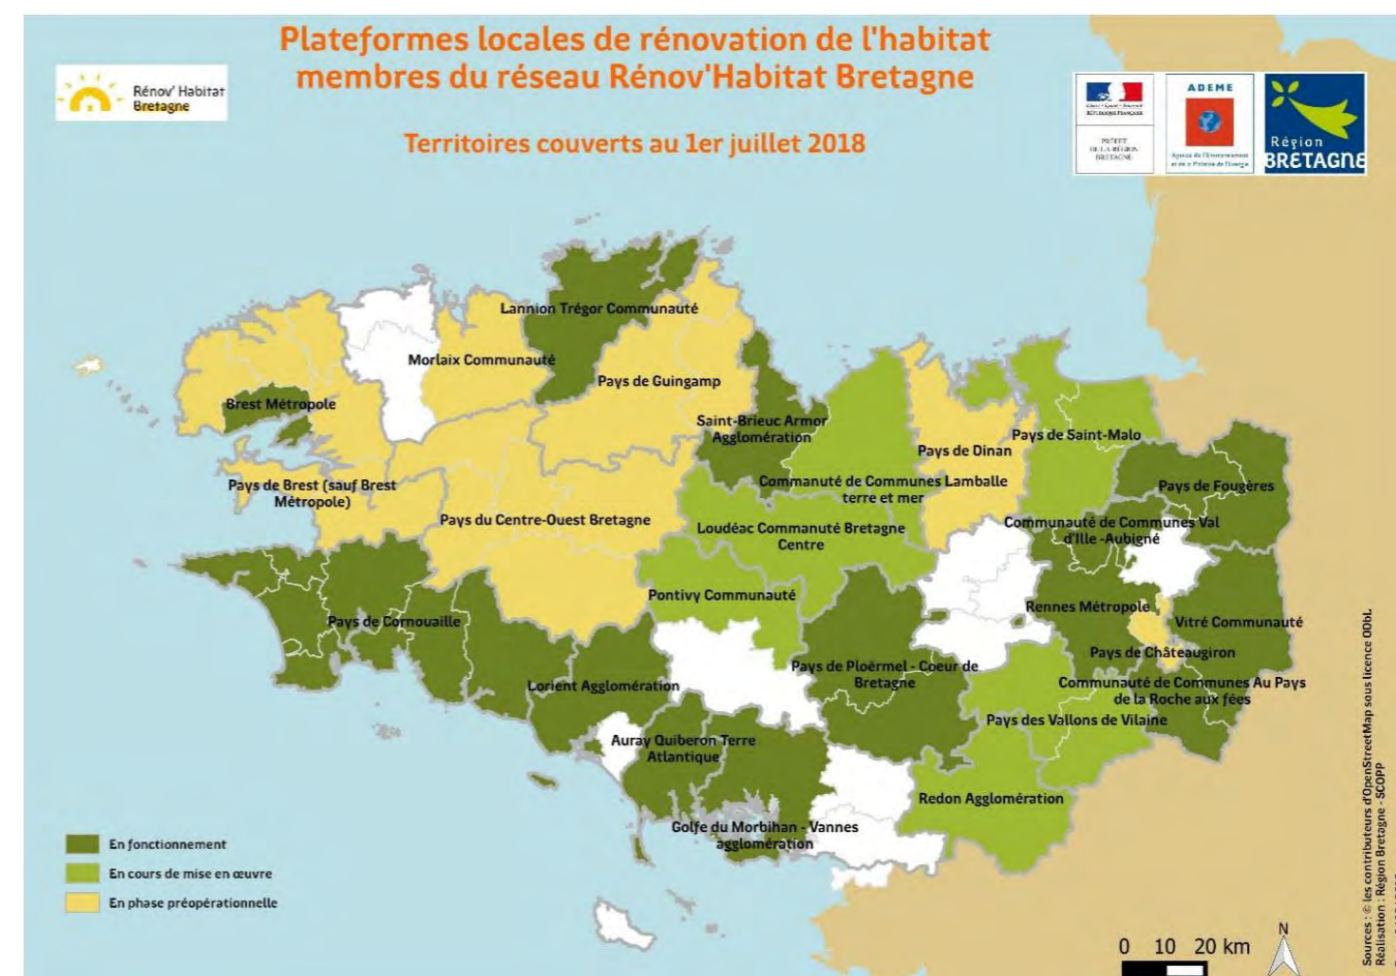 Plateformes locales de rénovation de l'habitat
membres du réseau Rénov'Habitat Bretagne
Territoires couverts au 1er juillet 2018
Rénov' Habitat
Bretagne
ADEME
Région
BRETAGNE
Lannion Trégor Communauté
Morlaix Communauté
Pays de Guingamp
Brest Métropole
Saint-Brieuc Armor
Agglomération
Pays de Dinan
Pays de Saint-Malo
Pays de Brest (sauf Brest
Métropole)
Communauté de Communes Lamballe
terre et mer
Pays de Fougères
Pays du Centre-Ouest Bretagne
Loudéac Communauté Bretagne
Centre
Communauté de Communes Val
d'Ille -Aubigné
Pontivy Communauté
Rennes Métropole
Vitré Communauté
Pays de Cornouaille
Pays de Châteaugiron
Pays de Ploërmel - Coeur de
Bretagne
Lorient Agglomération
Communauté de Communes Au Pays
de la Roche aux fées
Pays des Vallons de Vilaine
Auray Quiberon Terre
Atlantique
Redon Agglomération
Golfe du Morbihan - Vannes
agglomération
En fonctionnement
En cours de mise en œuvre
En phase préopérationnelle
0 10 20 km
N
Sources : © les contributeurs d'OpenStreetMap sous licence ODbL
Réalisation : Région Bretagne - SCOPP